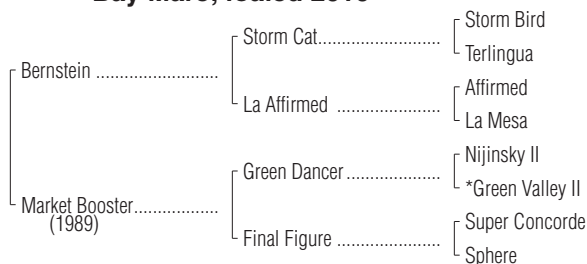 Bay Mare, foaled
Storm Bird
Storm Cat
Terlingua
Bernstein
Affirmed
La Affirmed
La Mesa
Nijinsky II
Green Dancer
*Green Valley II
Market Booster
(1989)
Super Concorde
Final Figure
Sphere